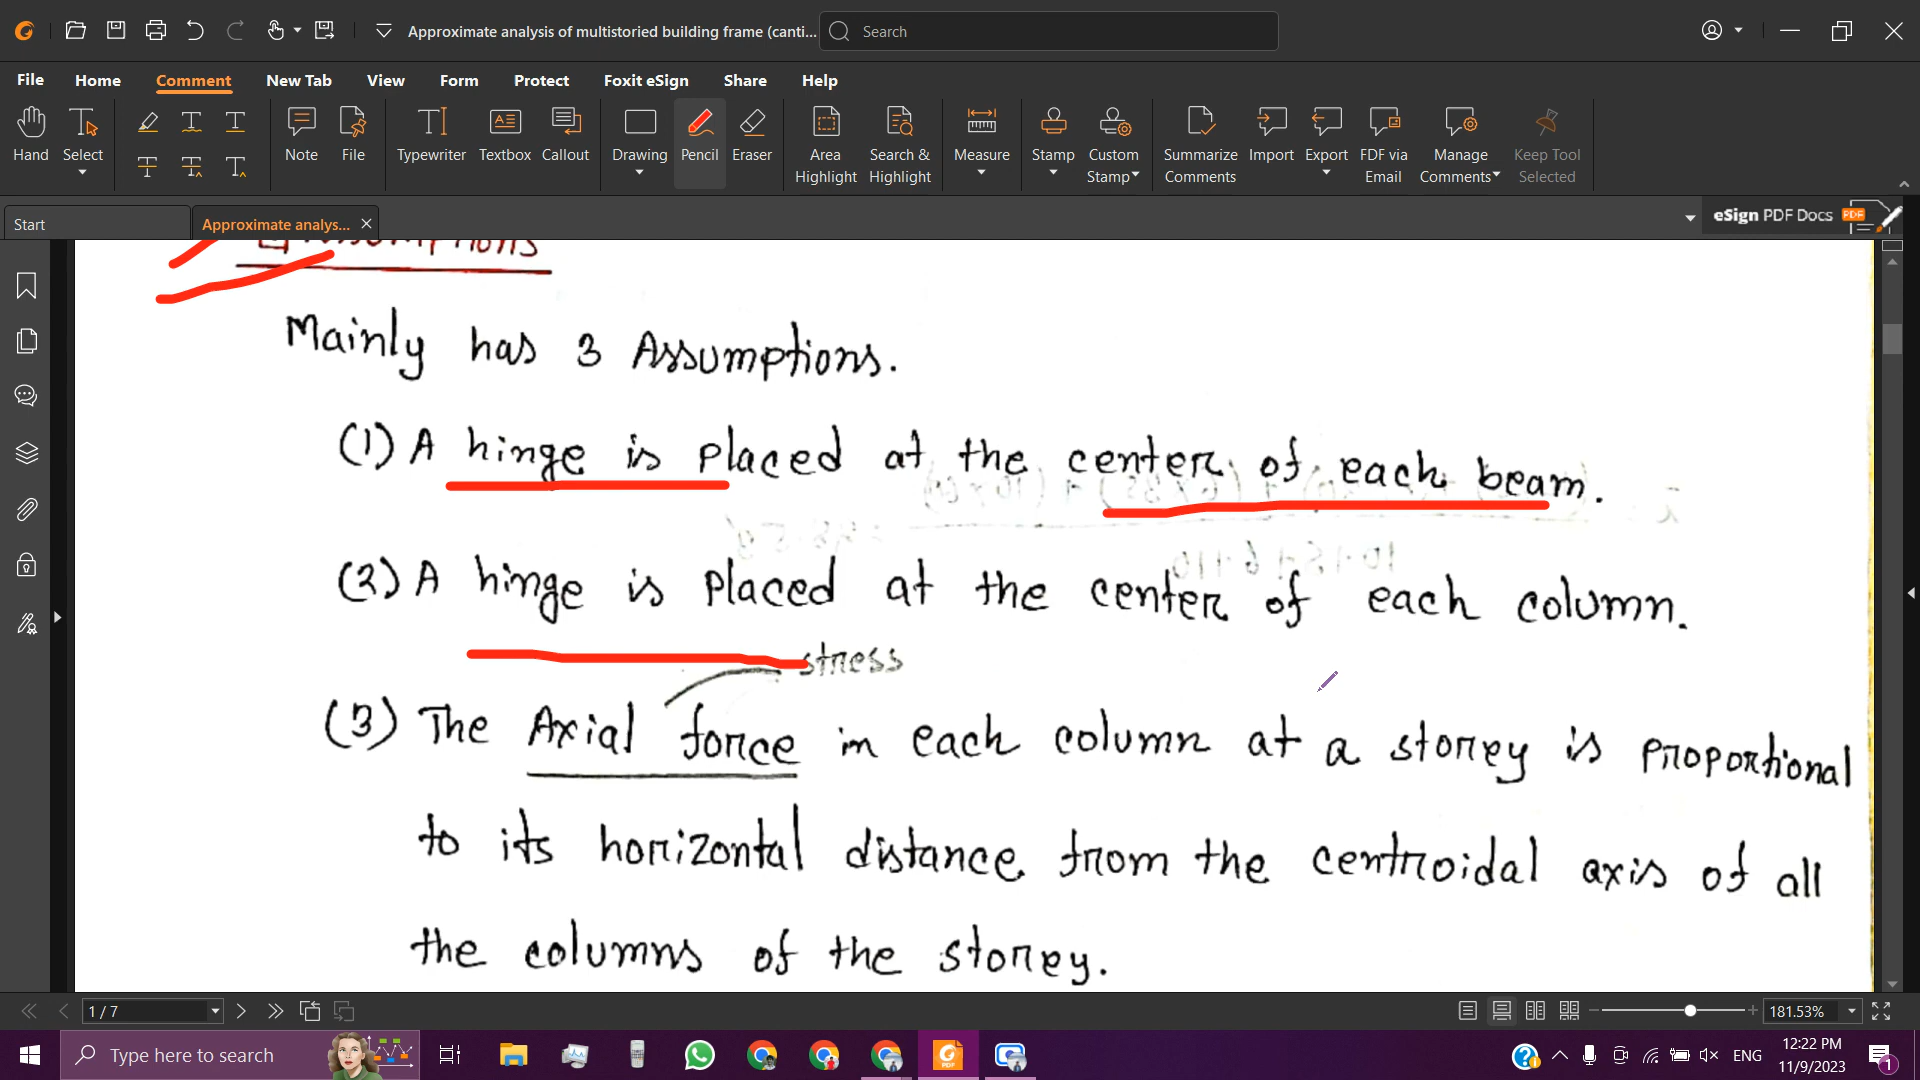 Approximate analysis of multistoried building frame (canti...
Search
File Home Comment New Tab View Form Protect Foxit eSign Share Help
Hand Select Note File Typewriter Textbox Callout Drawing Pencil Eraser Area Highlight Search & Highlight Measure Stamp Custom Stamp Summarize Comments Import Export FDF via Email Manage Comments Keep Tool Selected
Start Approximate analys... eSign PDF Docs PDF
Assumptions
Mainly has 3 Assumptions.
(1) A hinge is placed at the center of each beam.
(2) A hinge is placed at the center of each column.
stress
(3) The Axial force in each column at a storey is proportional
to its horizontal distance from the centroidal axis of all
the columns of the storey.
1 / 7 181.53%
Type here to search
ENG 12:22 PM
11/9/2023
1